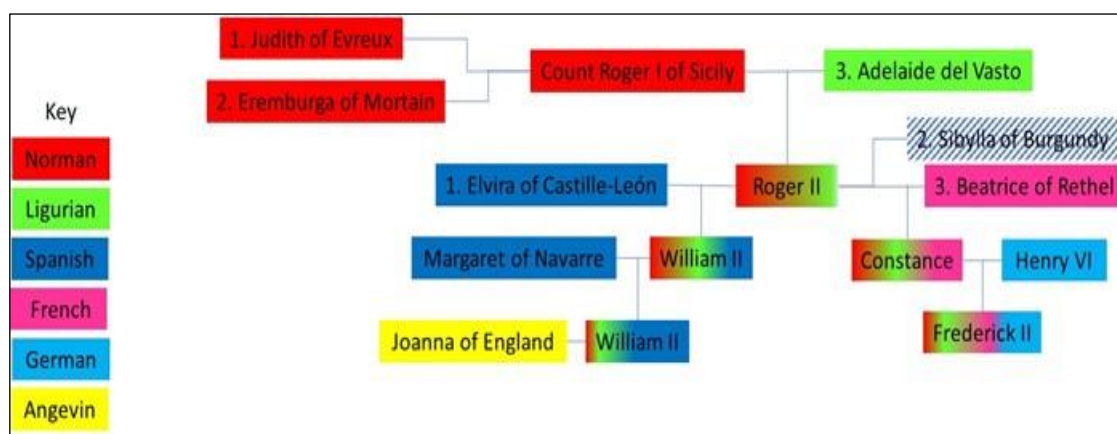 1. Judith of Evreux
Count Roger I of Sicily
3. Adelaide del Vasto
2. Eremburga of Mortain
Key
Norman
Ligurian
Spanish
French
German
Angevin
2. Sibylla of Burgundy
1. Elvira of Castille-León
Roger II
3. Beatrice of Rethel
Margaret of Navarre
William II
Constance
Henry VI
Joanna of England
William II
Frederick II